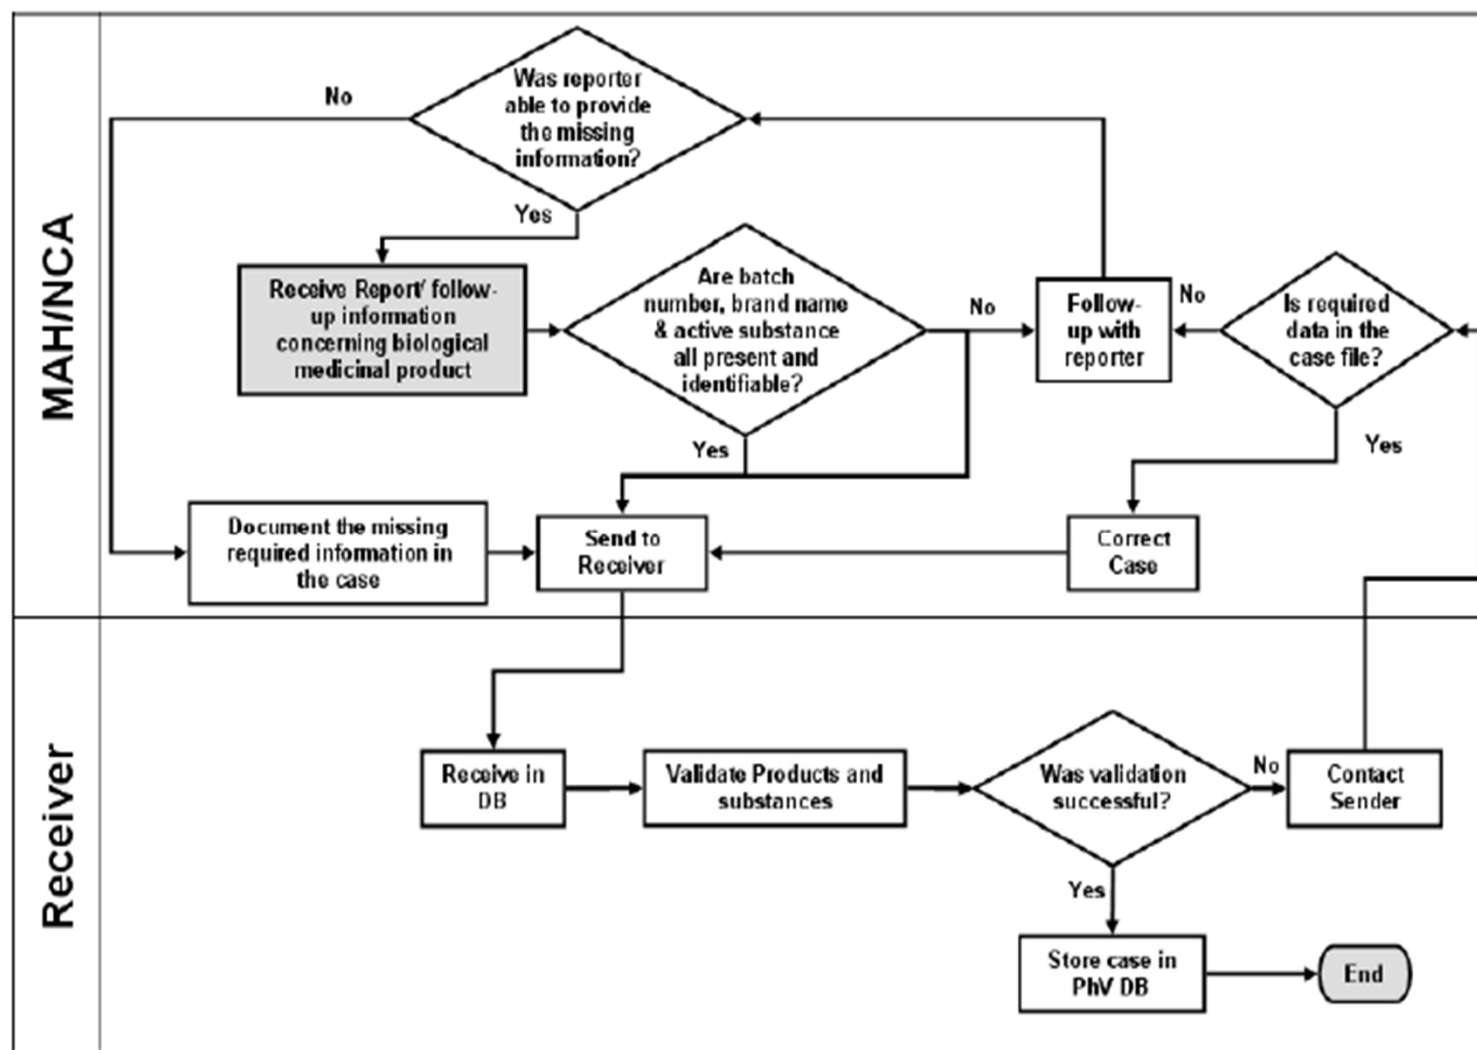 MAH/NCA
Was reporter
able to provide
the missing
information?
No
Yes
Receive Report/ follow-
up information
concerning biological
medicinal product
Are batch
number, brand name
& active substance
all present and
identifiable?
No
Yes
Follow-
up with
reporter
No
Is required
data in the
case file?
Yes
Document the missing
required information in
the case
Send to
Receiver
Correct
Case
Receiver
Receive in
DB
Validate Products and
substances
Was validation
successful?
No
Contact
Sender
Yes
Store case in
PhV DB
End